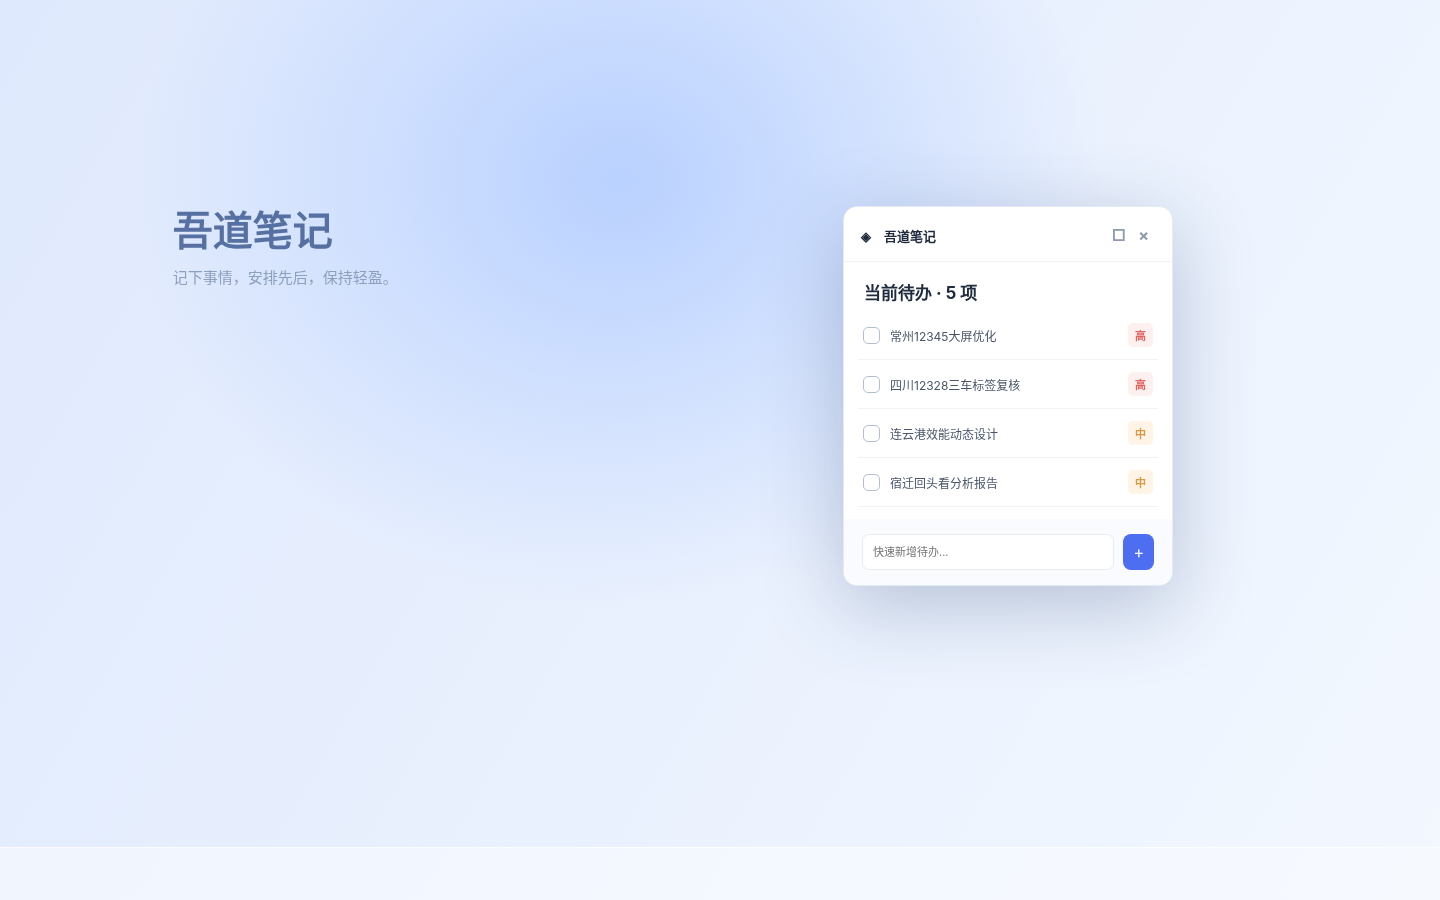 吾道笔记
记下事情，安排先后，保持轻盈。
◈ 吾道笔记
当前待办 · 5 项
常州12345大屏优化 高
四川12328三车标签复核 高
连云港效能动态设计 中
宿迁回头看分析报告 中
快速新增待办... +